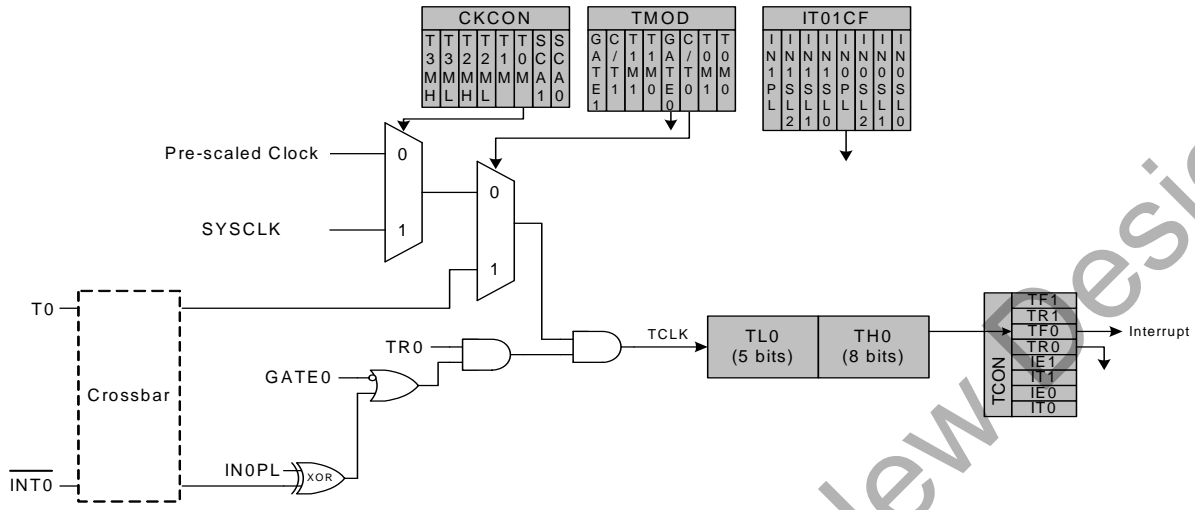 CKCON
T3MH
T3ML
T2MH
T2ML
T1M
T0M
SCA1
SCA0
TMOD
GATE1
C/T1
T1M1
T1M0
GATE0
C/T0
T0M1
T0M0
IT01CF
IN1PL
IN1SL2
IN1SL1
IN1SL0
IN0PL
IN0SL2
IN0SL1
IN0SL0
Pre-scaled Clock
0
SYSCLK
1
0
1
T0
Crossbar
INT0
TR0
GATE0
IN0PL
XOR
TCLK
TL0
(5 bits)
TH0
(8 bits)
TCON
TF1
TR1
TF0
TR0
IE1
IT1
IE0
IT0
Interrupt
ew Desig